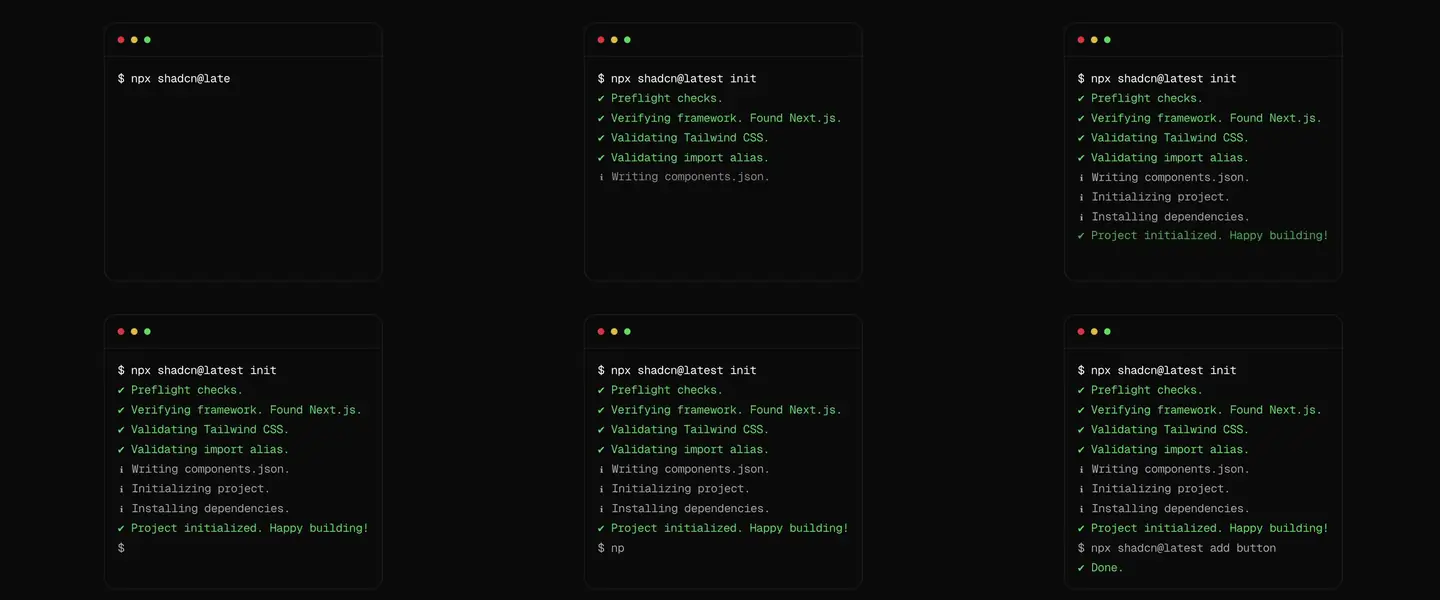 $ npx shadcn@late
$ npx shadcn@latest init
✔ Preflight checks.
✔ Verifying framework. Found Next.js.
✔ Validating Tailwind CSS.
✔ Validating import alias.
ℹ Writing components.json.
$ npx shadcn@latest init
✔ Preflight checks.
✔ Verifying framework. Found Next.js.
✔ Validating Tailwind CSS.
✔ Validating import alias.
ℹ Writing components.json.
ℹ Initializing project.
ℹ Installing dependencies.
✔ Project initialized. Happy building!
$ npx shadcn@latest init
✔ Preflight checks.
✔ Verifying framework. Found Next.js.
✔ Validating Tailwind CSS.
✔ Validating import alias.
ℹ Writing components.json.
ℹ Initializing project.
ℹ Installing dependencies.
✔ Project initialized. Happy building!
$
$ npx shadcn@latest init
✔ Preflight checks.
✔ Verifying framework. Found Next.js.
✔ Validating Tailwind CSS.
✔ Validating import alias.
ℹ Writing components.json.
ℹ Initializing project.
ℹ Installing dependencies.
✔ Project initialized. Happy building!
$ np
$ npx shadcn@latest init
✔ Preflight checks.
✔ Verifying framework. Found Next.js.
✔ Validating Tailwind CSS.
✔ Validating import alias.
ℹ Writing components.json.
ℹ Initializing project.
ℹ Installing dependencies.
✔ Project initialized. Happy building!
$ npx shadcn@latest add button
✔ Done.